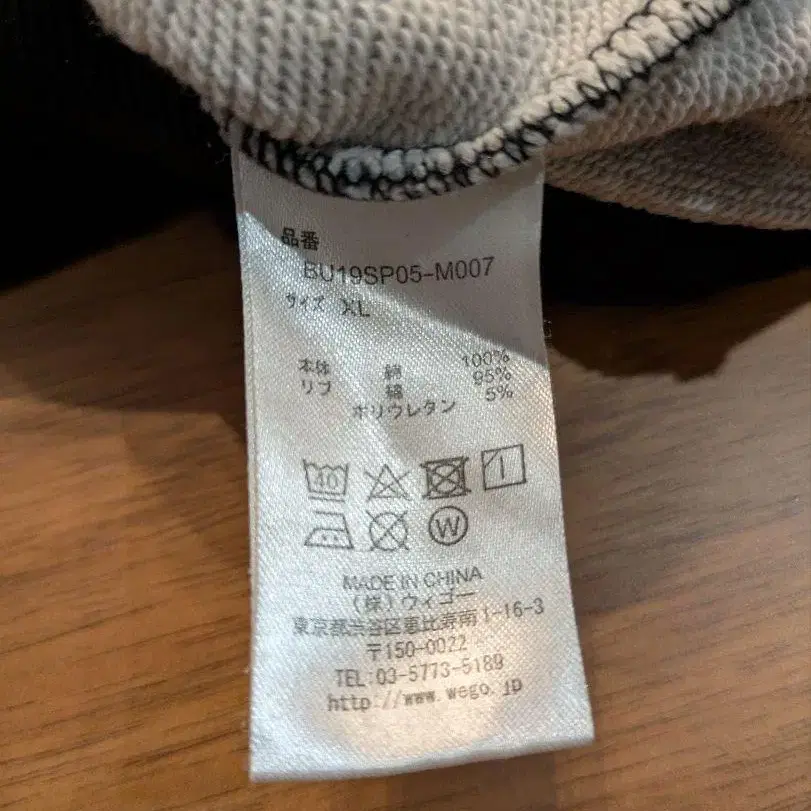 品番
BU19SP05-M007
サイズ XL
本体 綿 100%
リブ 綿 95%
ポリウレタン 5%
40
W
MADE IN CHINA
(株)ウィゴー
東京都渋谷区恵比寿南1-16-3
〒150-0022
TEL:03-5773-5189
http://www.wego.jp